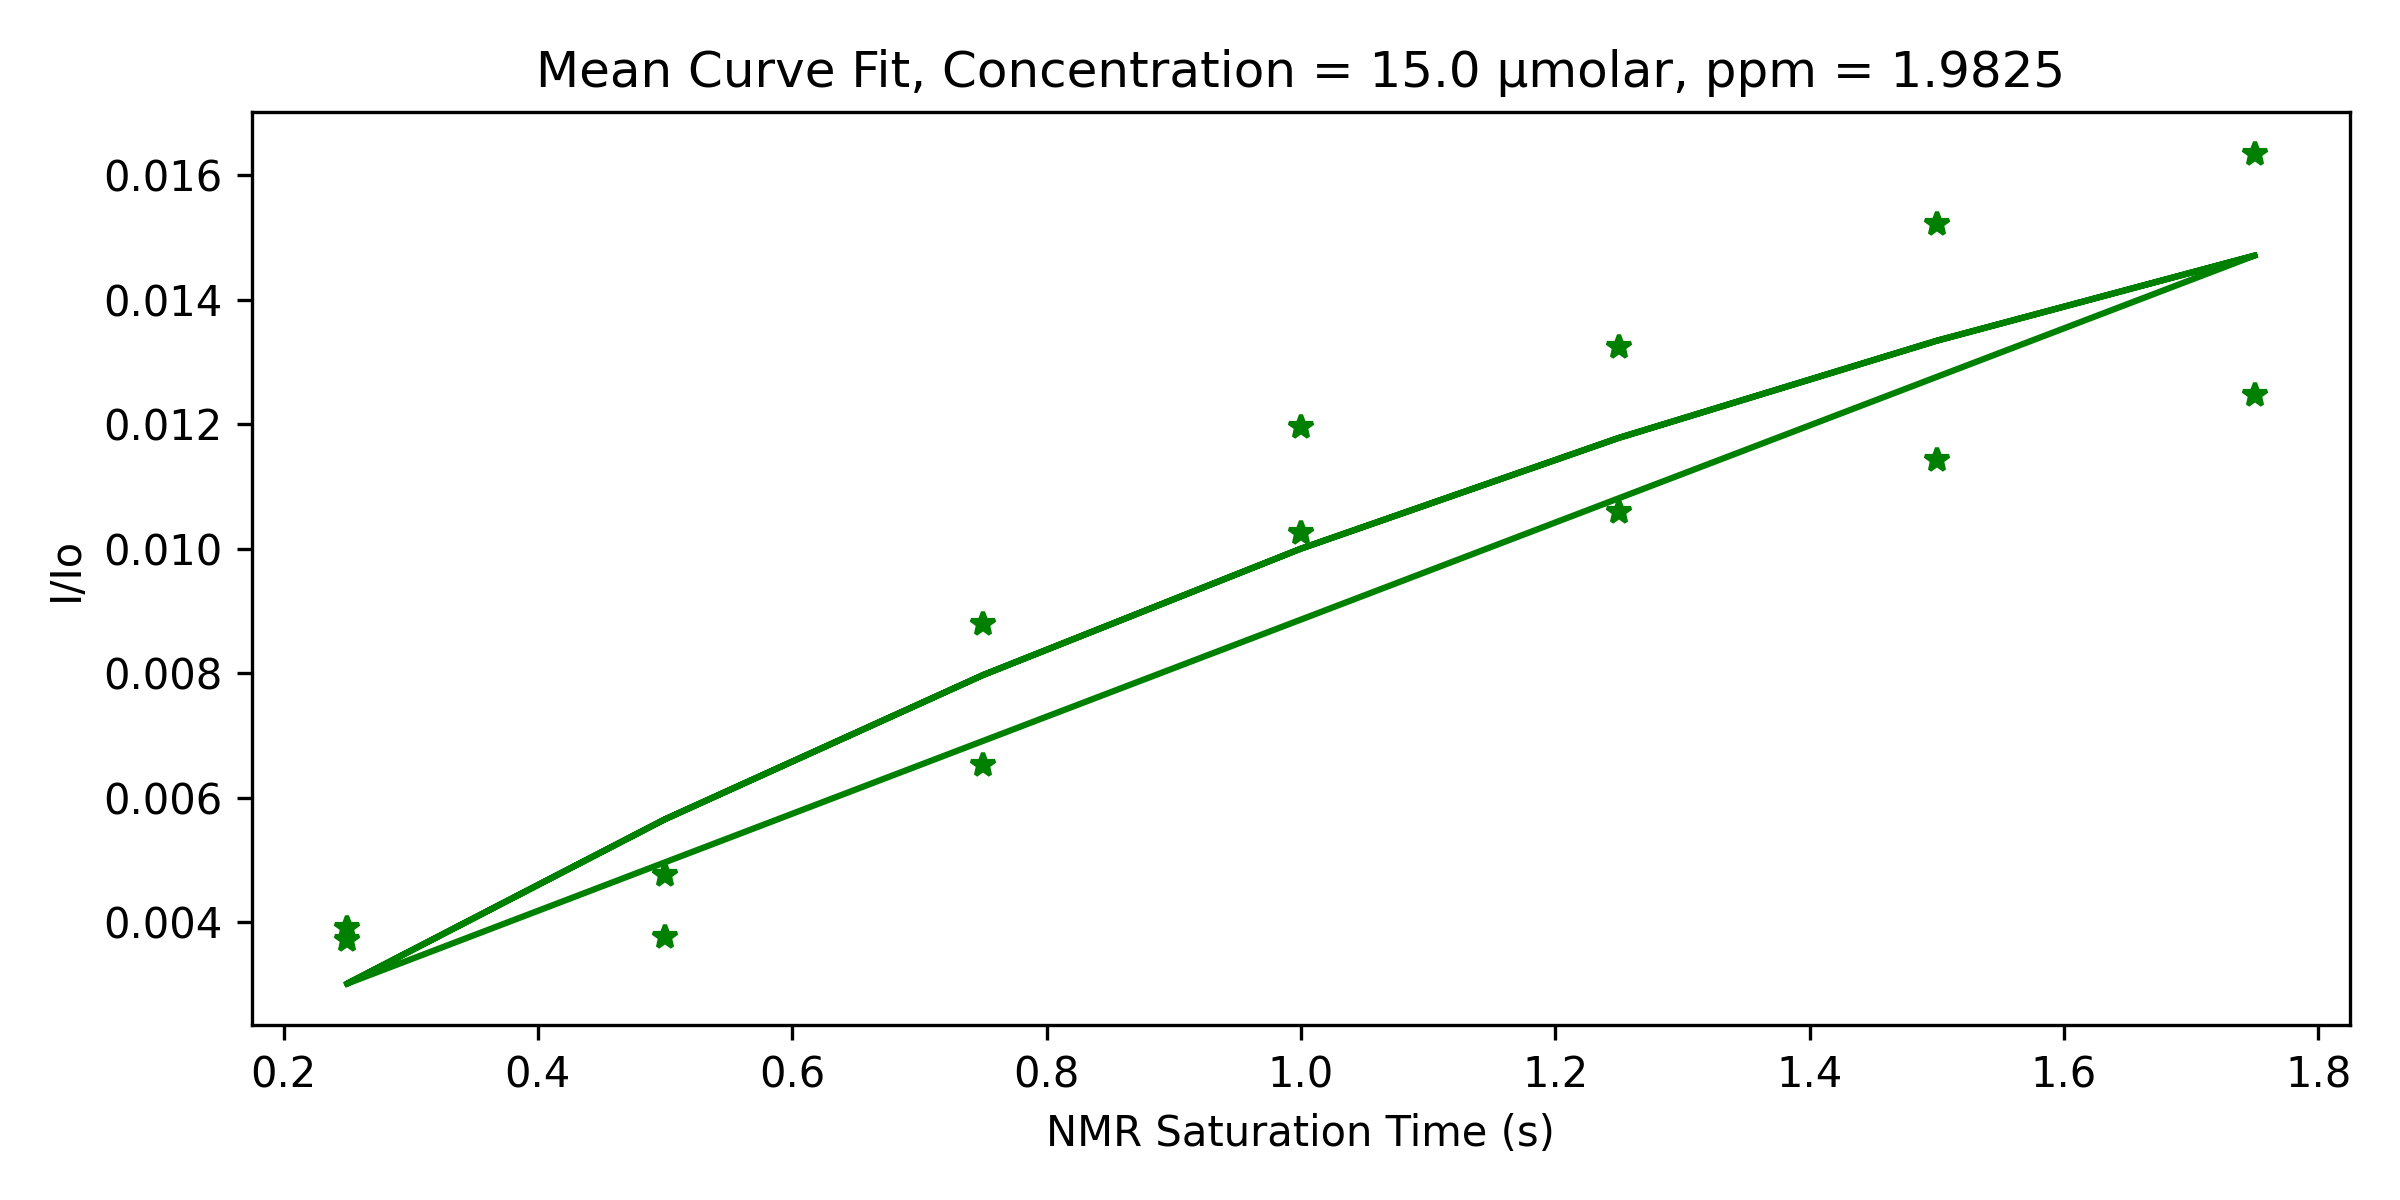 Mean Curve Fit, Concentration = 15.0 μmolar, ppm = 1.9825
0.016
0.014
0.012
0.010
0.008
0.006
0.004
I/Io
0.2 0.4 0.6 0.8 1.0 1.2 1.4 1.6 1.8
NMR Saturation Time (s)